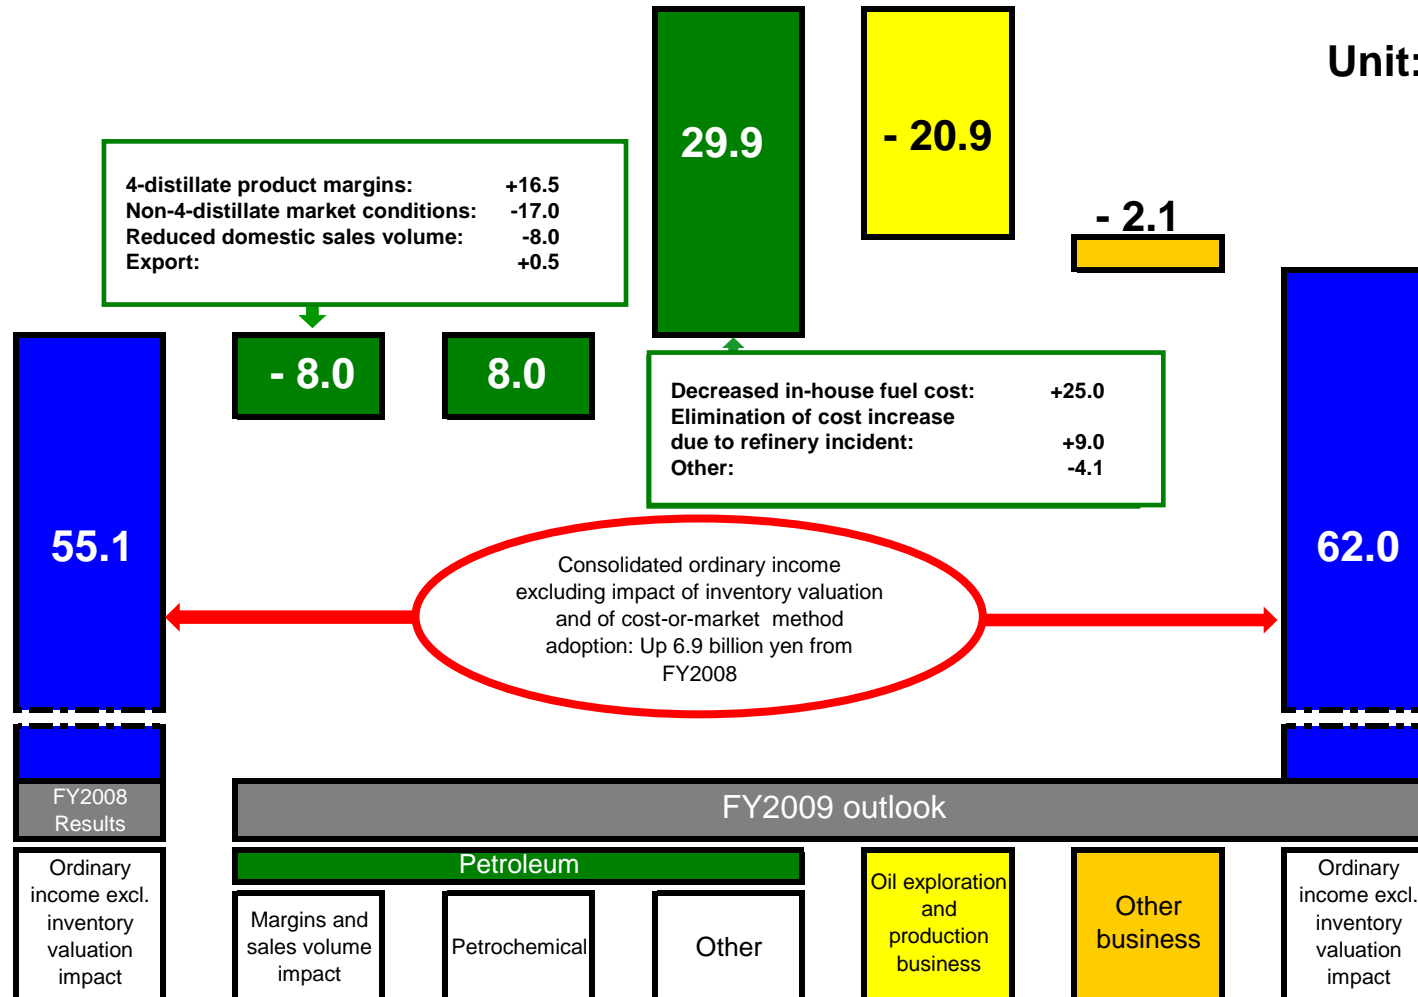 Unit:
29.9
- 20.9
- 2.1
4-distillate product margins: +16.5
Non-4-distillate market conditions: -17.0
Reduced domestic sales volume: -8.0
Export: +0.5
- 8.0
8.0
Decreased in-house fuel cost: +25.0
Elimination of cost increase
due to refinery incident: +9.0
Other: -4.1
55.1
62.0
Consolidated ordinary income
excluding impact of inventory valuation
and of cost-or-market method
adoption: Up 6.9 billion yen from
FY2008
FY2008
Results
FY2009 outlook
Ordinary
income excl.
inventory
valuation
impact
Petroleum
Margins and
sales volume
impact
Petrochemical
Other
Oil exploration
and
production
business
Other
business
Ordinary
income excl.
inventory
valuation
impact